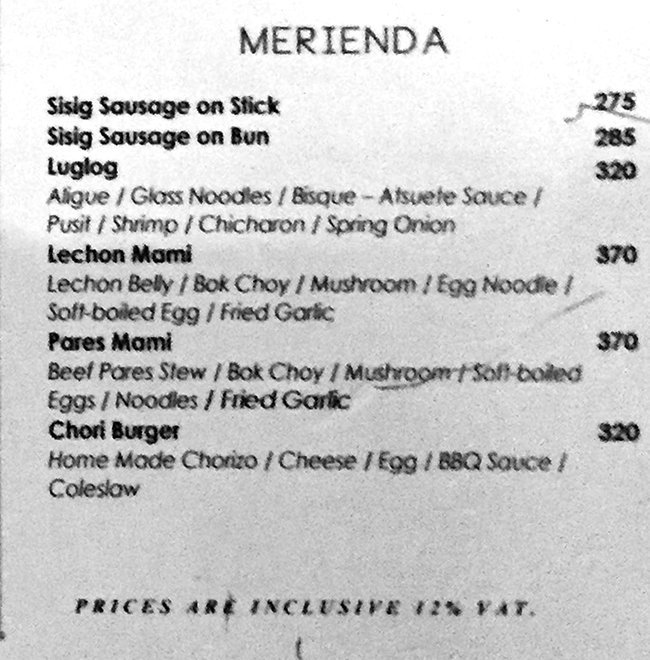 MERIENDA
Sisig Sausage on Stick 275
Sisig Sausage on Bun 285
Luglog 320
Aligue / Glass Noodles / Bisque – Atsuete Sauce /
Pusit / Shrimp / Chicharon / Spring Onion
Lechon Mami 370
Lechon Belly / Bok Choy / Mushroom / Egg Noodle /
Soft-boiled Egg / Fried Garlic
Pares Mami 370
Beef Pares Stew / Bok Choy / Mushroom / Soft-boiled
Eggs / Noodles / Fried Garlic
Chori Burger 320
Home Made Chorizo / Cheese / Egg / BBQ Sauce /
Coleslaw
PRICES ARE INCLUSIVE 12% VAT.